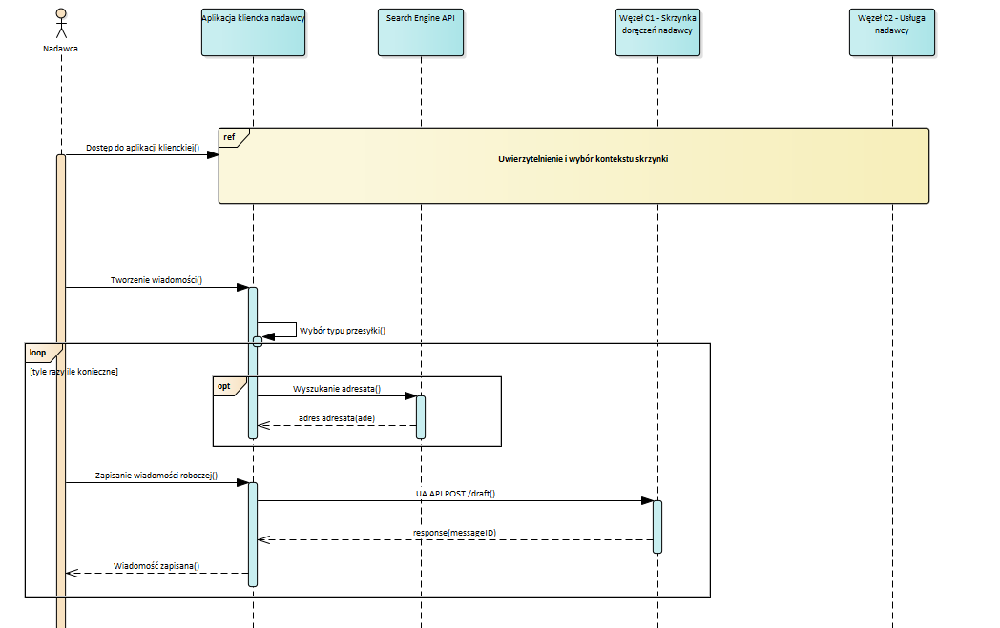 Nadawca
Aplikacja kliencka nadawcy
Search Engine API
Węzeł C1 - Skrzynka
doręczeń nadawcy
Węzeł C2 - Usługa
nadawcy
ref
Uwierzytelnienie i wybór kontekstu skrzynki
Dostęp do aplikacji klienckiej()
Tworzenie wiadomości()
Wybór typu przesyłki()
loop
[tyle razy ile konieczne]
opt
Wyszukanie adresata()
adres adresata(ade)
Zapisanie wiadomości roboczej()
UA API POST /draft()
response(messageID)
Wiadomość zapisana()